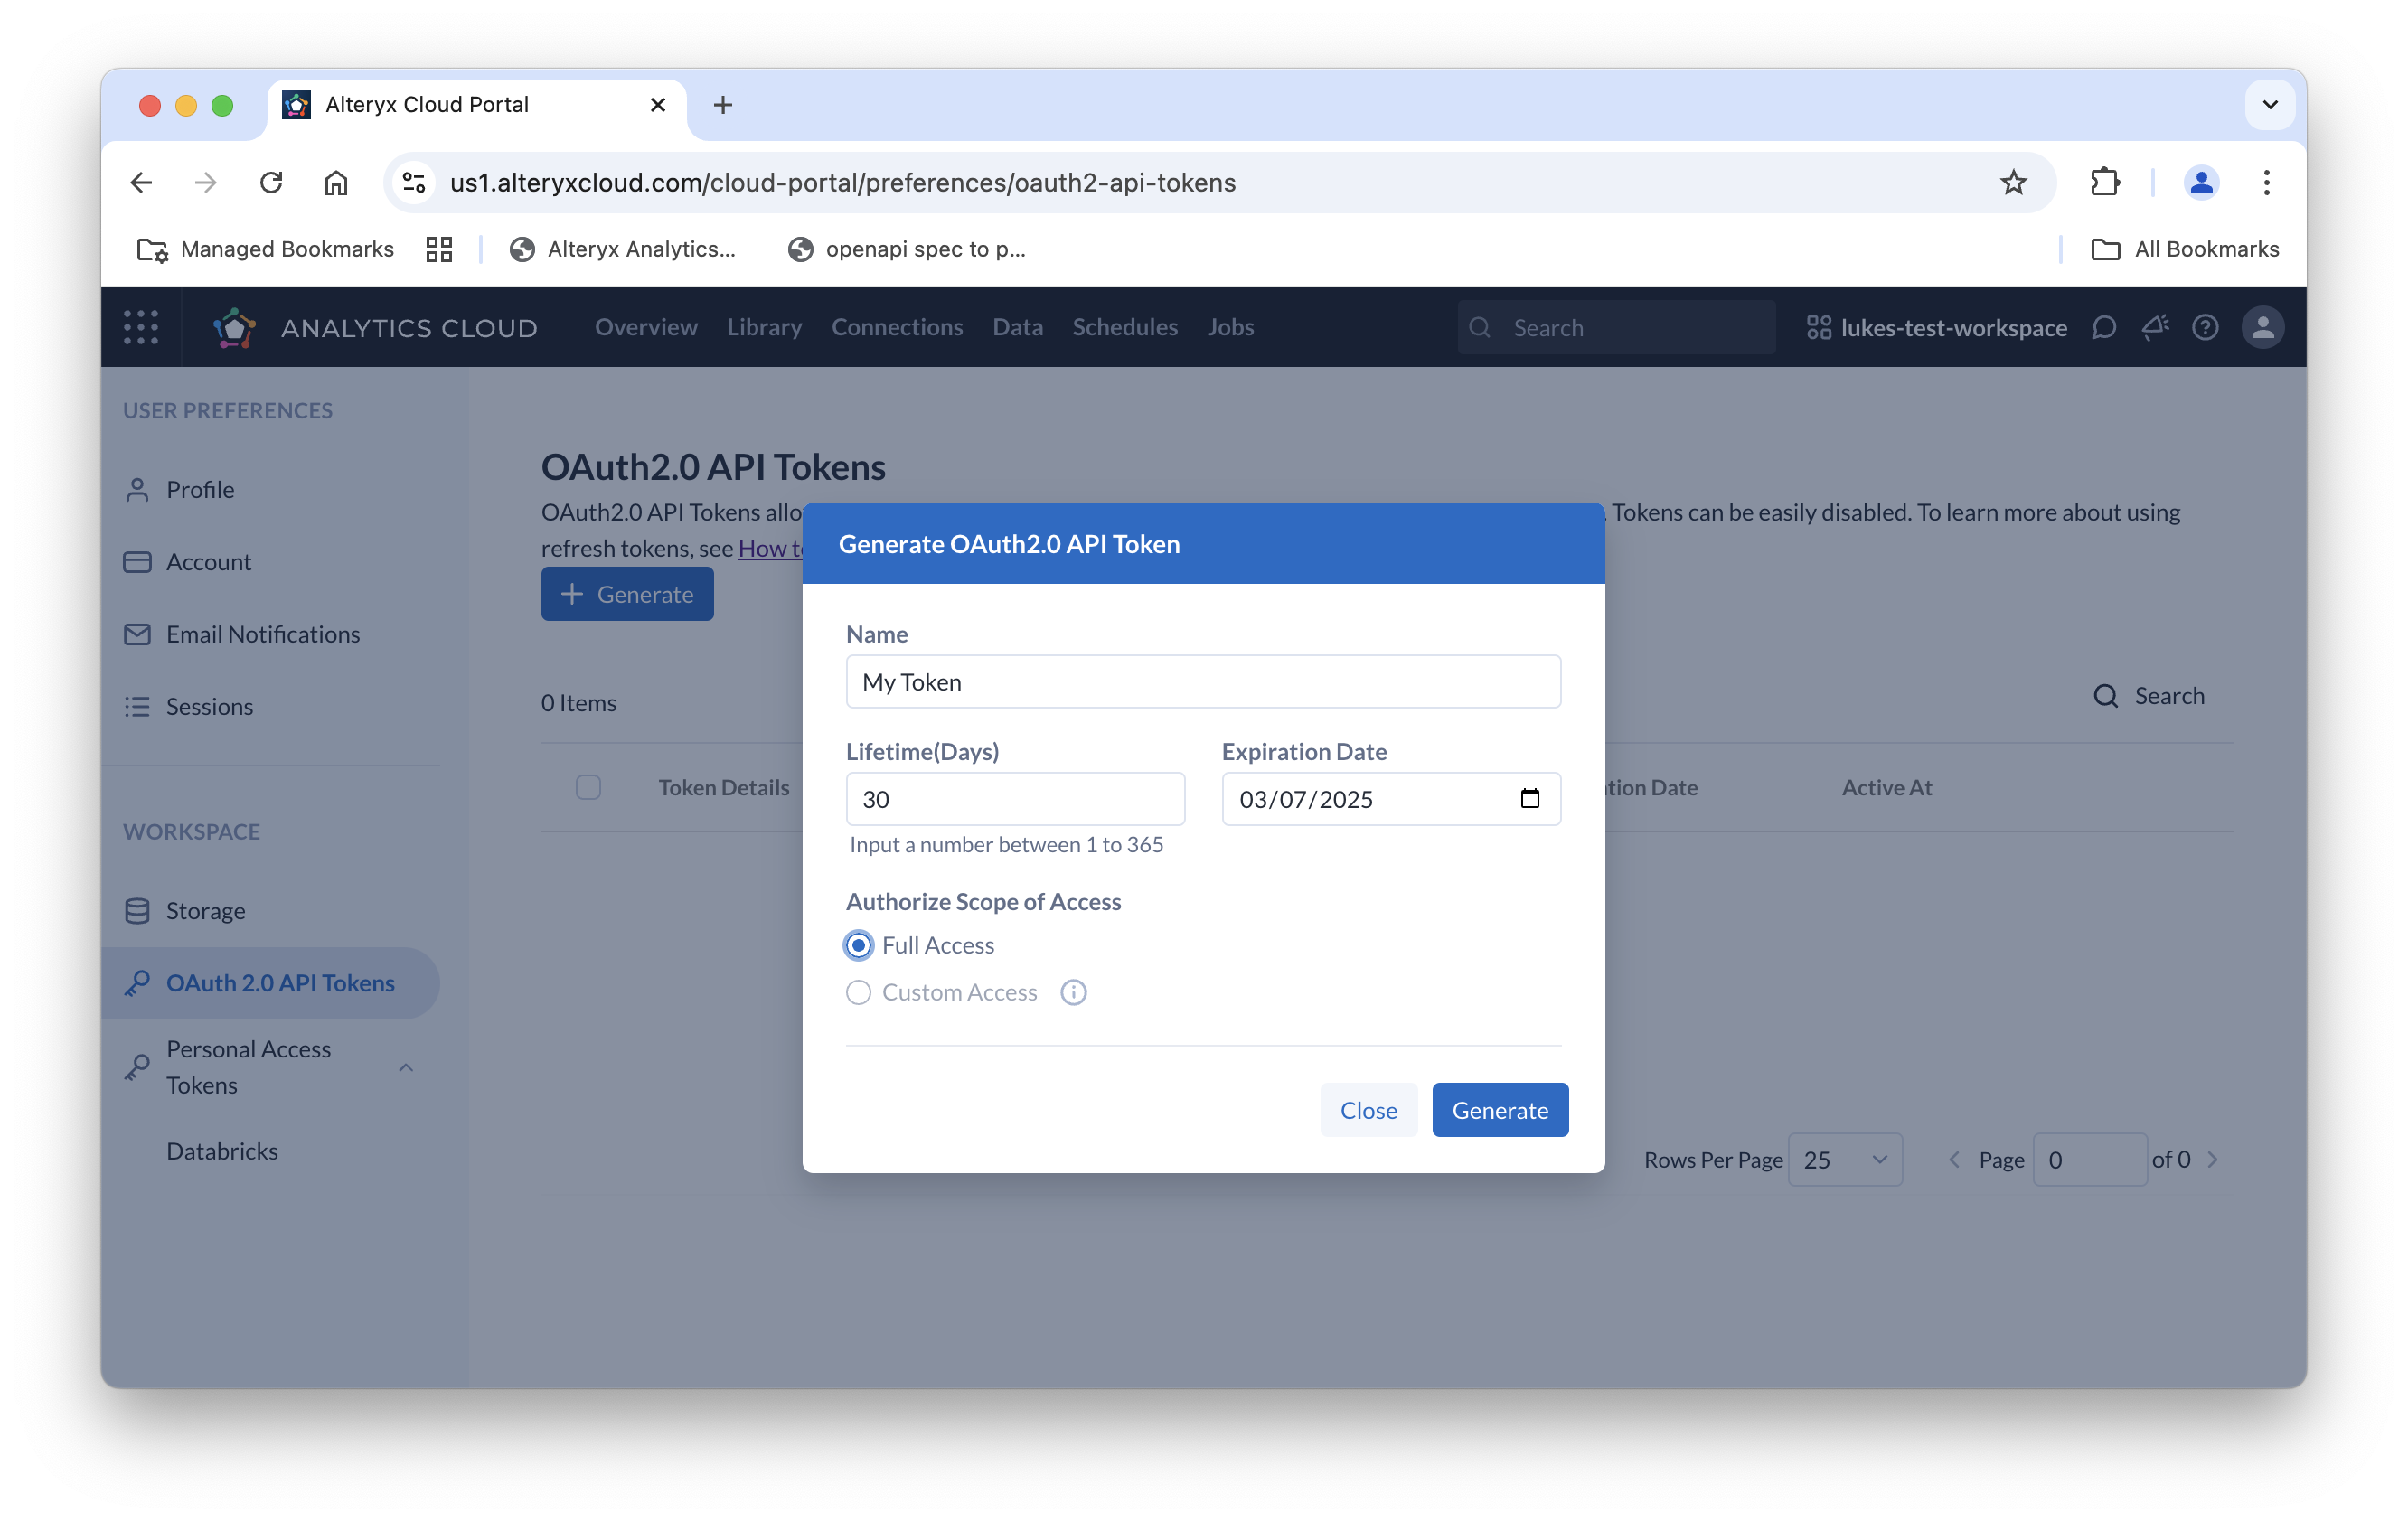 Alteryx Cloud Portal
us1.alteryxcloud.com/cloud-portal/preferences/oauth2-api-tokens
Managed Bookmarks
Alteryx Analytics...
openapi spec to p...
All Bookmarks
ANALYTICS CLOUD
Overview
Library
Connections
Data
Schedules
Jobs
Search
lukes-test-workspace
USER PREFERENCES
Profile
Account
Email Notifications
Sessions
WORKSPACE
Storage
OAuth 2.0 API Tokens
Personal Access
Tokens
Databricks
OAuth2.0 API Tokens
OAuth2.0 API Tokens allo
. Tokens can be easily disabled. To learn more about using
refresh tokens, see How t
+ Generate
0 Items
Search
Token Details
tion Date
Active At
Generate OAuth2.0 API Token
Name
My Token
Lifetime(Days)
Expiration Date
30
03/07/2025
Input a number between 1 to 365
Authorize Scope of Access
Full Access
Custom Access
Close
Generate
Rows Per Page
25
Page
0
of 0